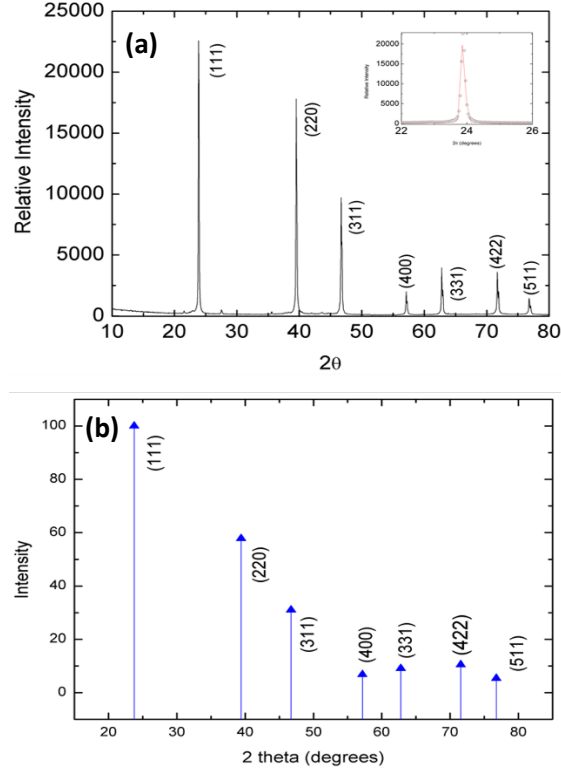 (a)
25000
20000
15000
10000
5000
0
Relative Intensity
(111)
(220)
(311)
(400)
(331)
(422)
(511)
10 20 30 40 50 60 70 80
2θ
20000
15000
10000
5000
0
Relative Intensity
22 24 26
2θ (degrees)
(b)
100
80
60
40
20
0
Intensity
(111)
(220)
(311)
(400)
(331)
(422)
(511)
20 30 40 50 60 70 80
2 theta (degrees)